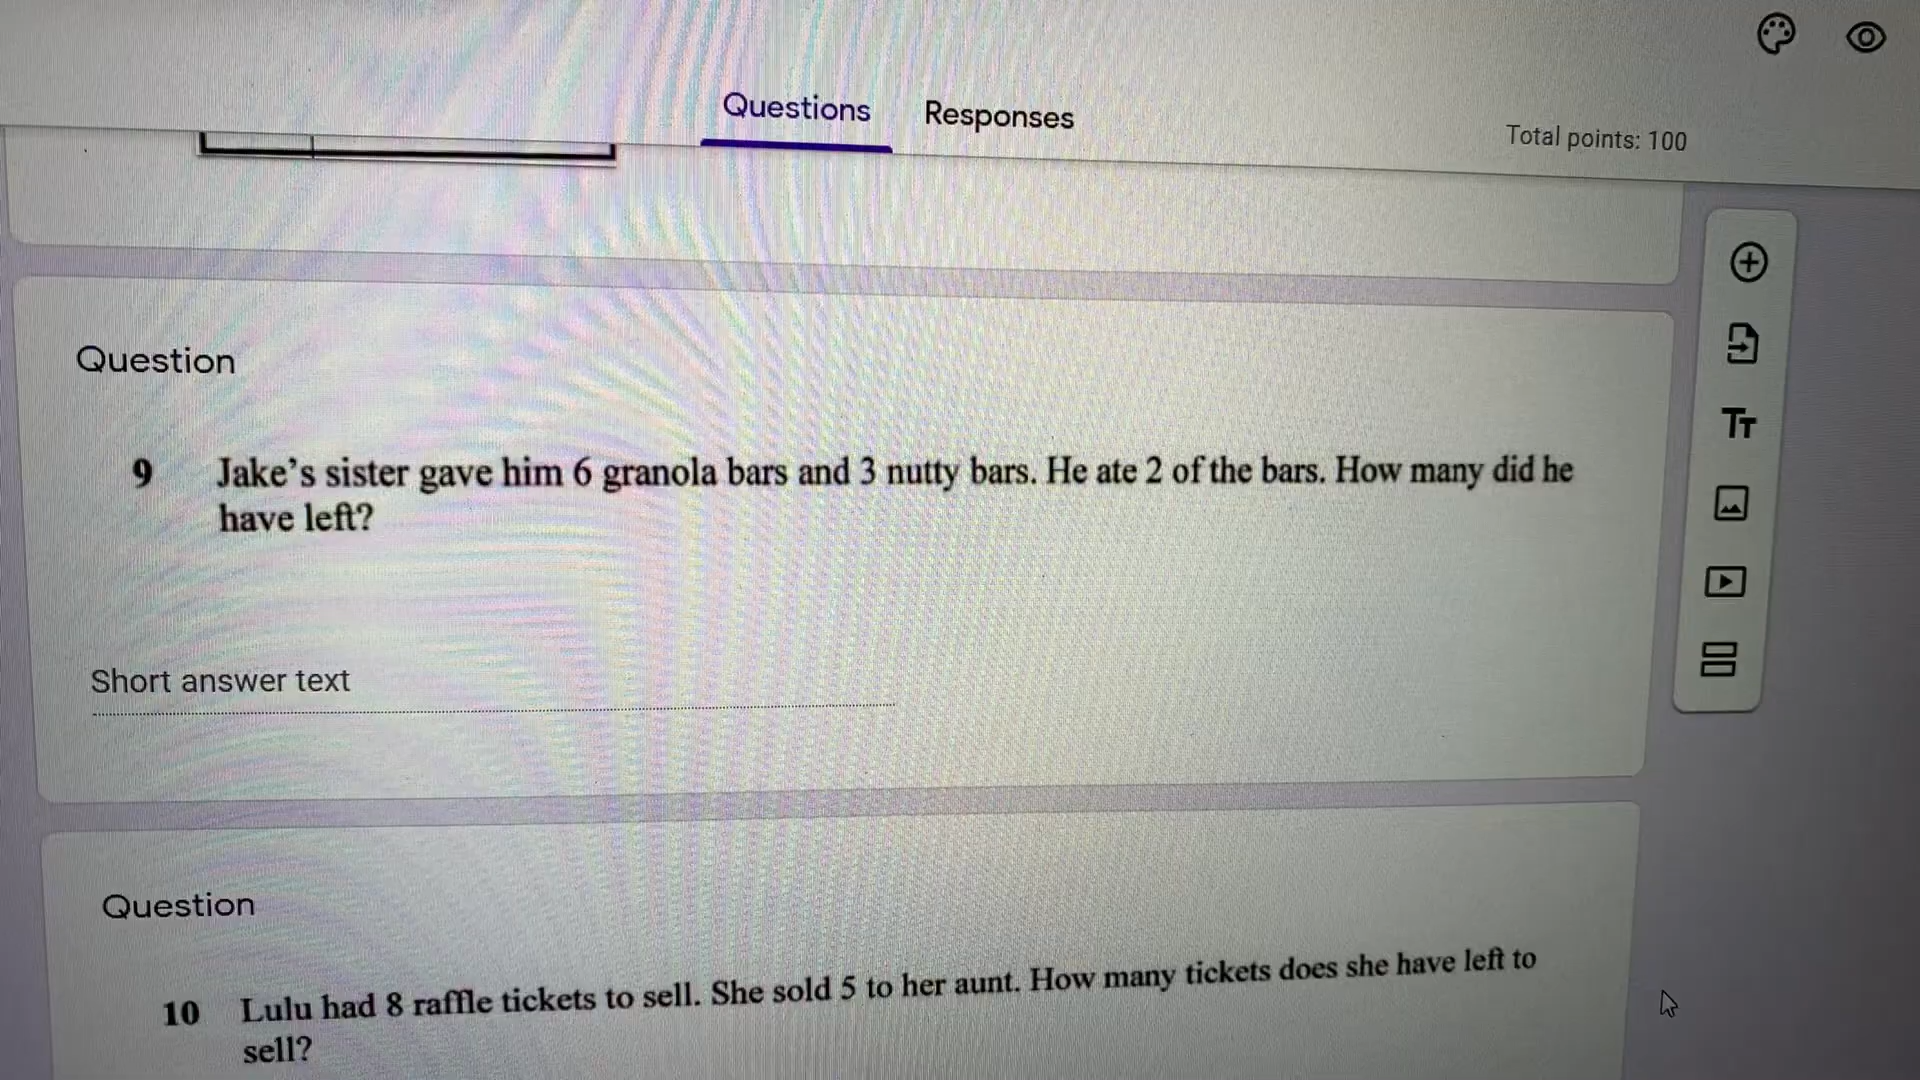 Questions Responses
Total points: 100
Question
9 Jake's sister gave him 6 granola bars and 3 nutty bars. He ate 2 of the bars. How many did he
have left?
Short answer text
Question
10 Lulu had 8 raffle tickets to sell. She sold 5 to her aunt. How many tickets does she have left to
sell?